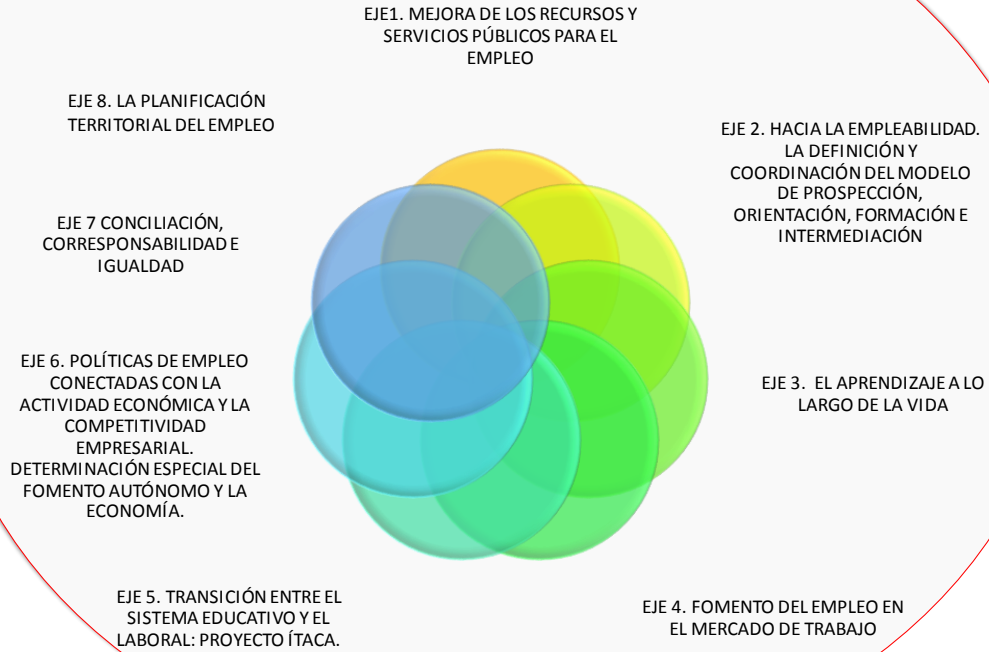 EJE1. MEJORA DE LOS RECURSOS Y
SERVICIOS PÚBLICOS PARA EL
EMPLEO
EJE 2. HACIA LA EMPLEABILIDAD.
LA DEFINICIÓN Y
COORDINACIÓN DEL MODELO
DE PROSPECCIÓN,
ORIENTACIÓN, FORMACIÓN E
INTERMEDIACIÓN
EJE 3. EL APRENDIZAJE A LO
LARGO DE LA VIDA
EJE 4. FOMENTO DEL EMPLEO EN
EL MERCADO DE TRABAJO
EJE 5. TRANSICIÓN ENTRE EL
SISTEMA EDUCATIVO Y EL
LABORAL: PROYECTO ÍTACA.
EJE 6. POLÍTICAS DE EMPLEO
CONECTADAS CON LA
ACTIVIDAD ECONÓMICA Y LA
COMPETITIVIDAD
EMPRESARIAL.
DETERMINACIÓN ESPECIAL DEL
FOMENTO AUTÓNOMO Y LA
ECONOMÍA.
EJE 7 CONCILIACIÓN,
CORRESPONSABILIDAD E
IGUALDAD
EJE 8. LA PLANIFICACIÓN
TERRITORIAL DEL EMPLEO